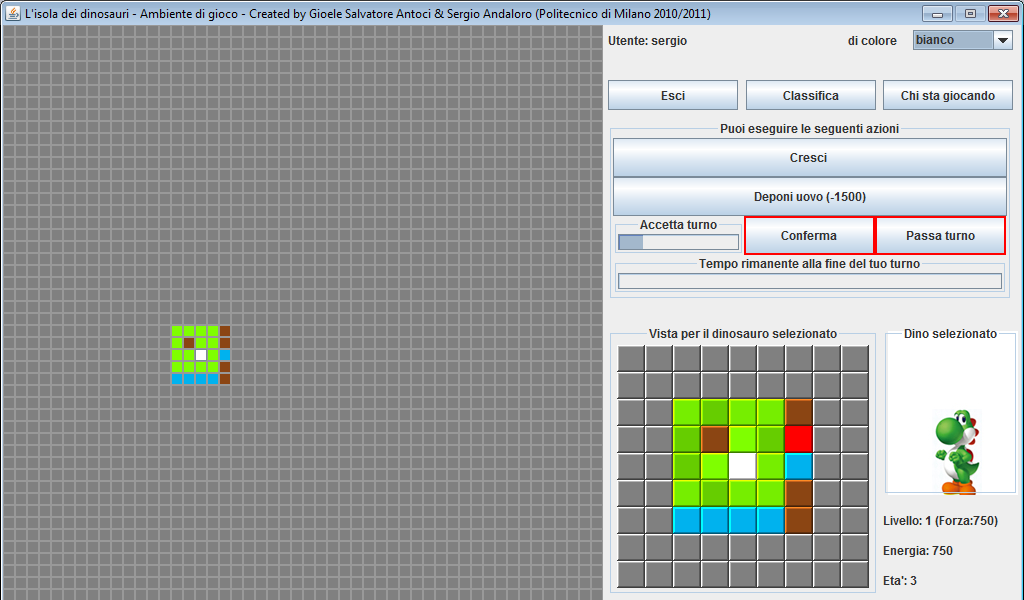 L'isola dei dinosauri - Ambiente di gioco - Created by Gioele Salvatore Antoci & Sergio Andaloro (Politecnico di Milano 2010/2011)
Utente: sergio di colore bianco
Esci Classifica Chi sta giocando
Puoi eseguire le seguenti azioni
Cresci
Deponi uovo (-1500)
Accetta turno
Conferma Passa turno
Tempo rimanente alla fine del tuo turno
Vista per il dinosauro selezionato
Dino selezionato
Livello: 1 (Forza:750)
Energia: 750
Eta': 3